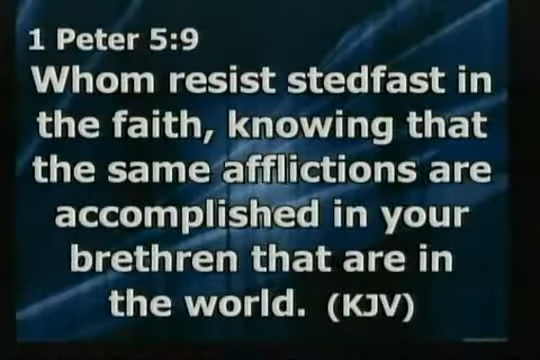 1 Peter 5:9
Whom resist stedfast in
the faith, knowing that
the same afflictions are
accomplished in your
brethren that are in
the world. (KJV)